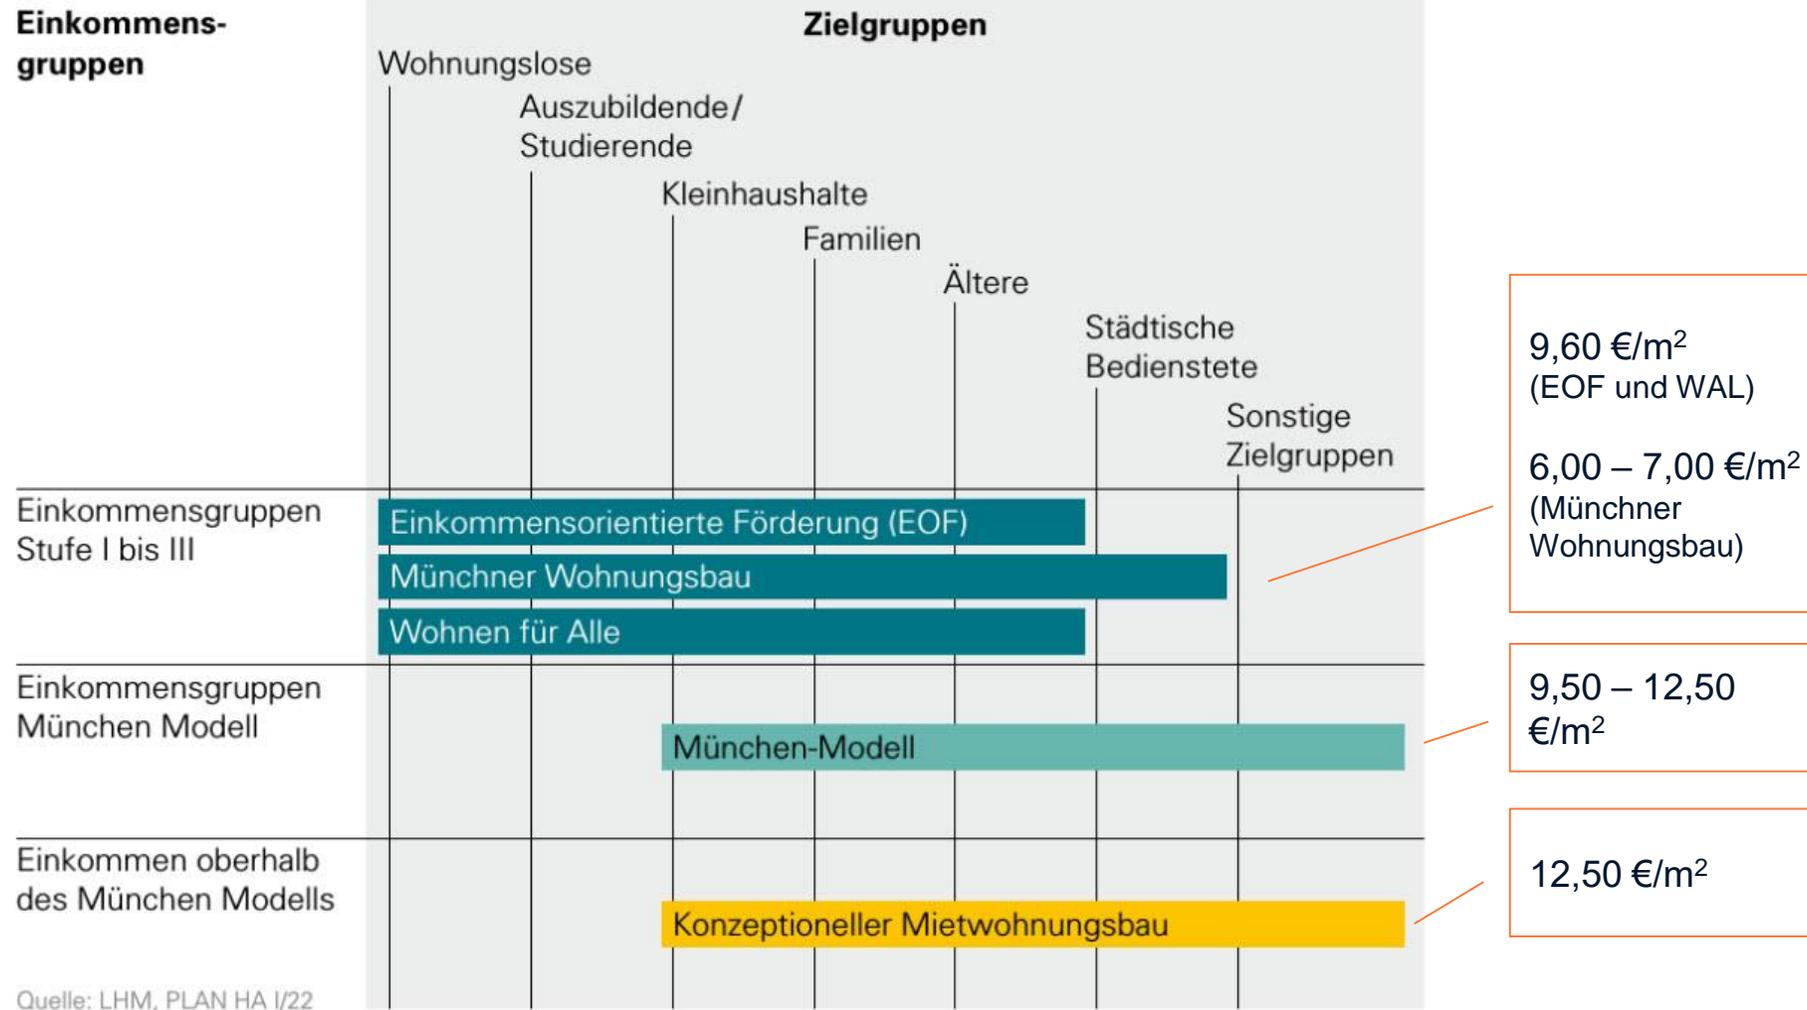 Einkommens-
gruppen
Zielgruppen
Wohnungslose
Auszubildende/
Studierende
Kleinhaushalte
Familien
Ältere
Städtische
Bedienstete
Sonstige
Zielgruppen
Einkommensgruppen
Stufe I bis III
Einkommensorientierte Förderung (EOF)
Münchner Wohnungsbau
Wohnen für Alle
9,60 €/m²
(EOF und WAL)
6,00 – 7,00 €/m²
(Münchner
Wohnungsbau)
Einkommensgruppen
München Modell
München-Modell
9,50 – 12,50
€/m²
Einkommen oberhalb
des München Modells
Konzeptioneller Mietwohnungsbau
12,50 €/m²
Quelle: LHM, PLAN HA I/22